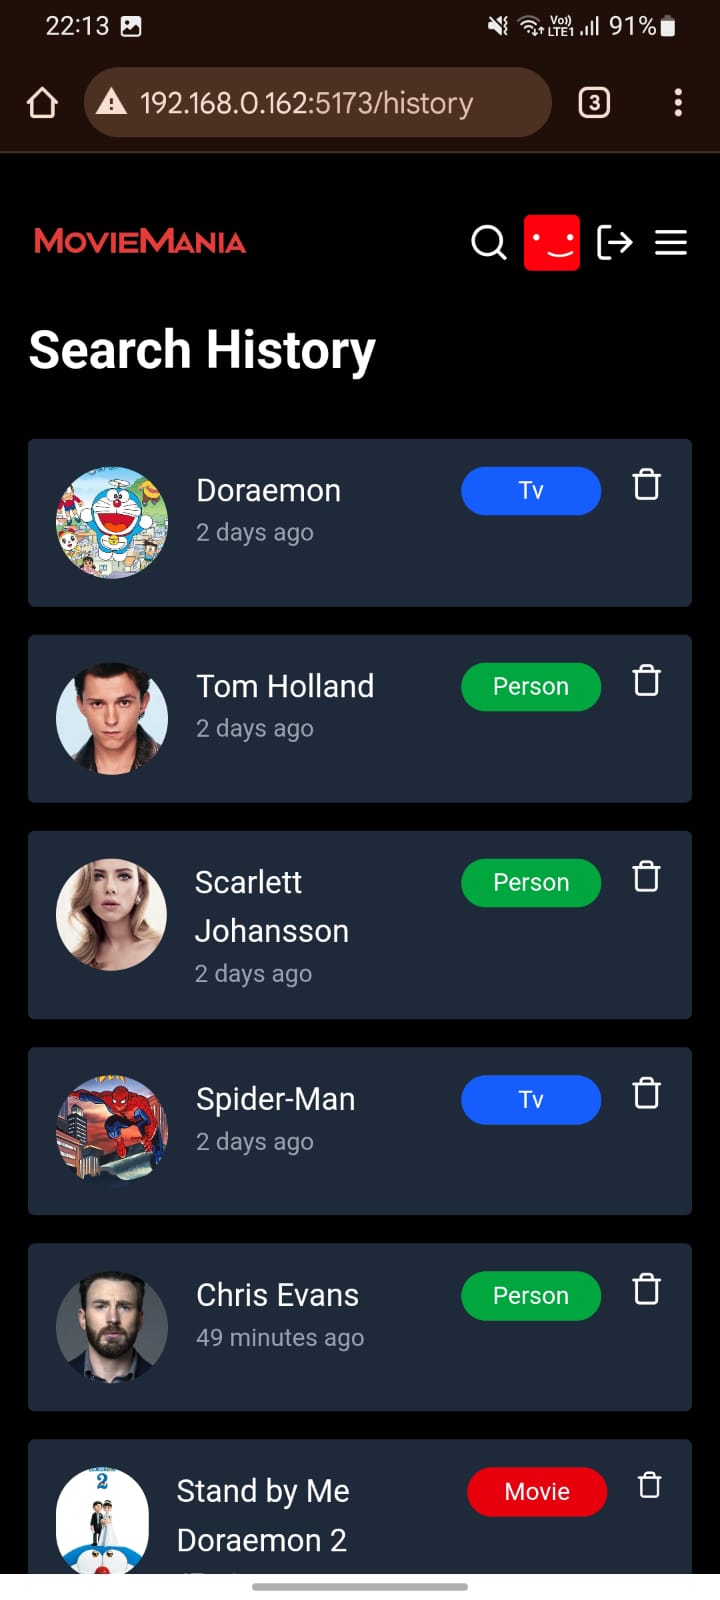 22:13
Vo)) LTE1 91%
192.168.0.162:5173/history
3
MOVIEMANIA
Search History
Doraemon
Tv
2 days ago
Tom Holland
Person
2 days ago
Scarlett
Johansson
Person
2 days ago
Spider-Man
Tv
2 days ago
Chris Evans
Person
49 minutes ago
2
Stand by Me
Doraemon 2
Movie